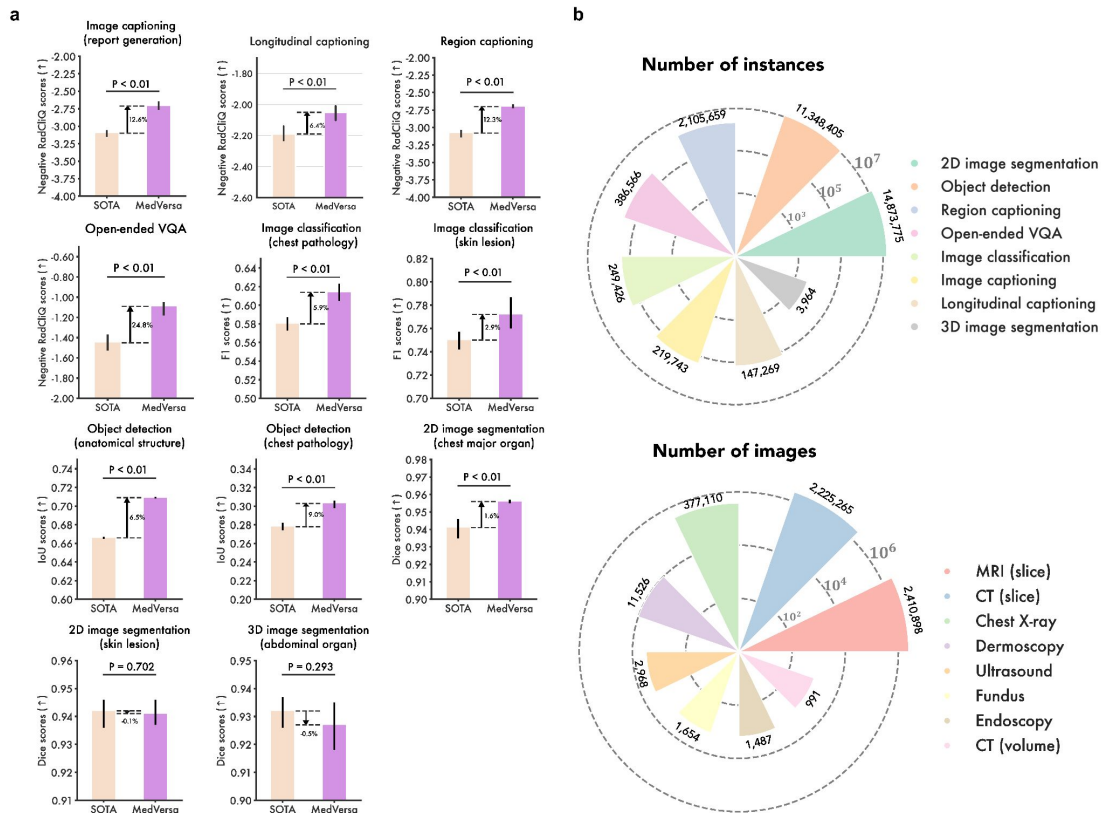 a
Image captioning
(report generation)
Negative RadCliQ scores (↑)
-2.00
-2.25
-2.50
-2.75
-3.00
-3.25
-3.50
-3.75
-4.00
P < 0.01
12.6%
SOTA
MedVersa
Longitudinal captioning
Negative RadCliQ scores (↑)
-1.80
-2.00
-2.20
-2.40
-2.60
P < 0.01
6.4%
SOTA
MedVersa
Region captioning
Negative RadCliQ scores (↑)
-2.00
-2.25
-2.50
-2.75
-3.00
-3.25
-3.50
-3.75
-4.00
P < 0.01
12.3%
SOTA
MedVersa
Open-ended VQA
Negative RadCliQ scores (↑)
-0.60
-0.80
-1.00
-1.20
-1.40
-1.60
-1.80
-2.00
P < 0.01
24.8%
SOTA
MedVersa
Image classification
(chest pathology)
F1 scores (↑)
0.64
0.62
0.60
0.58
0.56
0.54
0.52
0.50
P < 0.01
5.9%
SOTA
MedVersa
Image classification
(skin lesion)
F1 scores (↑)
0.82
0.80
0.78
0.76
0.74
0.72
0.70
P < 0.01
2.9%
SOTA
MedVersa
Object detection
(anatomical structure)
IoU scores (↑)
0.74
0.72
0.70
0.68
0.66
0.64
0.62
0.60
P < 0.01
6.5%
SOTA
MedVersa
Object detection
(chest pathology)
IoU scores (↑)
0.34
0.32
0.30
0.28
0.26
0.24
0.22
0.20
P < 0.01
9.0%
SOTA
MedVersa
2D image segmentation
(chest major organ)
Dice scores (↑)
0.98
0.97
0.96
0.95
0.94
0.93
0.92
0.91
0.90
P < 0.01
1.6%
SOTA
MedVersa
2D image segmentation
(skin lesion)
Dice scores (↑)
0.96
0.95
0.94
0.93
0.92
0.91
P = 0.702
-0.1%
SOTA
MedVersa
3D image segmentation
(abdominal organ)
Dice scores (↑)
0.95
0.94
0.93
0.92
0.91
0.90
P = 0.293
-0.5%
SOTA
MedVersa
b
Number of instances
14,873,775
11,348,405
2,105,659
386,566
249,426
219,743
147,269
3,964
10³
10⁵
10⁷
2D image segmentation
Object detection
Region captioning
Open-ended VQA
Image classification
Image captioning
Longitudinal captioning
3D image segmentation
Number of images
2,410,898
2,225,265
377,110
11,526
2,968
1,654
1,487
991
10²
10⁴
10⁶
MRI (slice)
CT (slice)
Chest X-ray
Dermoscopy
Ultrasound
Fundus
Endoscopy
CT (volume)